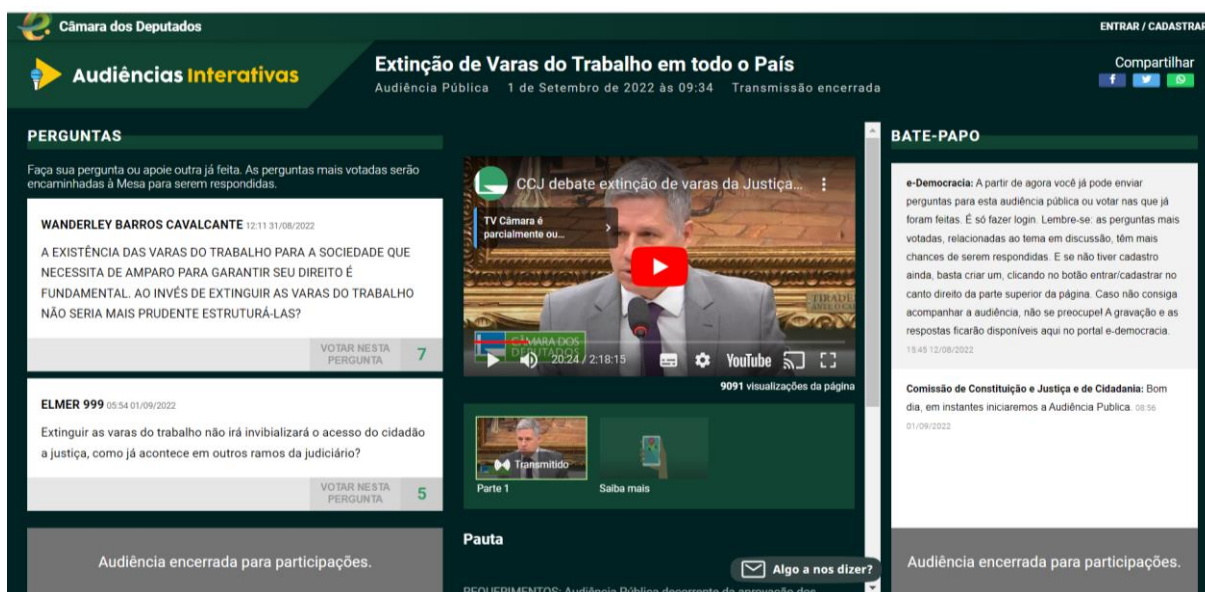 Câmara dos Deputados
ENTRAR / CADASTRAR
Audiências Interativas
Extinção de Varas do Trabalho em todo o País
Audiência Pública 1 de Setembro de 2022 às 09:34 Transmissão encerrada
Compartilhar
PERGUNTAS
Faça sua pergunta ou apoie outra já feita. As perguntas mais votadas serão
encaminhadas à Mesa para serem respondidas.
WANDERLEY BARROS CAVALCANTE 12:11 31/08/2022
A EXISTÊNCIA DAS VARAS DO TRABALHO PARA A SOCIEDADE QUE
NECESSITA DE AMPARO PARA GARANTIR SEU DIREITO É
FUNDAMENTAL. AO INVÉS DE EXTINGUIR AS VARAS DO TRABALHO
NÃO SERIA MAIS PRUDENTE ESTRUTURÁ-LAS?
VOTAR NESTA
PERGUNTA 7
ELMER 999 05:54 01/09/2022
Extinguir as varas do trabalho não irá invibializará o acesso do cidadão
a justiça, como já acontece em outros ramos da judiciário?
VOTAR NESTA
PERGUNTA 5
Audiência encerrada para participações.
CCJ debate extinção de varas da Justiça...
TV Câmara é
parcialmente ou...
TIRADE
CÂMARA DOS
DEPUTADOS
20:24 / 2:18:15
YouTube
9091 visualizações da página
Transmitido
Parte 1
Saiba mais
Pauta
REQUERIMENTOS: Audiência Pública decorrente da aprovação dos
Algo a nos dizer?
BATE-PAPO
e-Democracia: A partir de agora você já pode enviar
perguntas para esta audiência pública ou votar nas que já
foram feitas. É só fazer login. Lembre-se: as perguntas mais
votadas, relacionadas ao tema em discussão, têm mais
chances de serem respondidas. E se não tiver cadastro
ainda, basta criar um, clicando no botão entrar/cadastrar no
canto direito da parte superior da página. Caso não consiga
acompanhar a audiência, não se preocupe! A gravação e as
respostas ficarão disponíveis aqui no portal e-democracia.
15:45 12/08/2022
Comissão de Constituição e Justiça e de Cidadania: Bom
dia, em instantes iniciaremos a Audiência Publica. 08:56
01/09/2022
Audiência encerrada para participações.